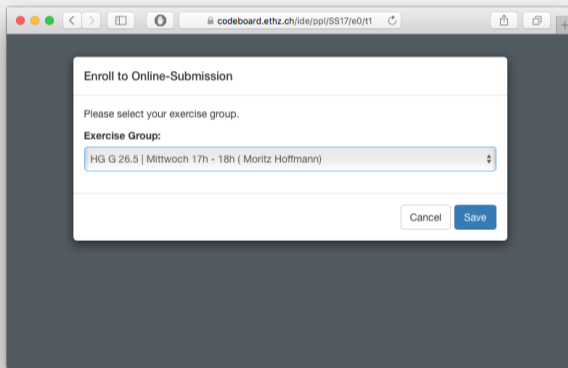 codeboard.ethz.ch/ide/ppl/SS17/e0/t1
Enroll to Online-Submission
Please select your exercise group.
Exercise Group:
HG G 26.5 | Mittwoch 17h - 18h ( Moritz Hoffmann)
Cancel Save